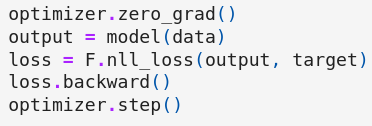 optimizer.zero_grad()
output = model(data)
loss = F.nll_loss(output, target)
loss.backward()
optimizer.step()